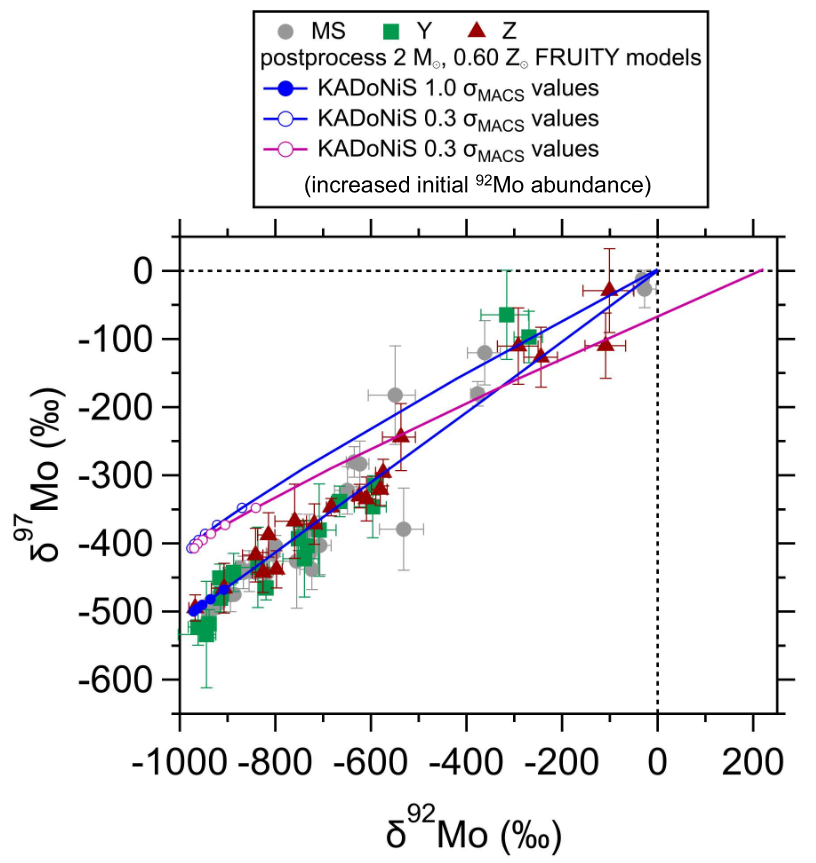 MS Y Z
postprocess 2 M☉, 0.60 Z☉ FRUITY models
KADoNiS 1.0 σMACS values
KADoNiS 0.3 σMACS values
KADoNiS 0.3 σMACS values
(increased initial ⁹²Mo abundance)
0
-100
-200
-300
-400
-500
-600
δ⁹⁷Mo (‰)
-1000 -800 -600 -400 -200 0 200
δ⁹²Mo (‰)